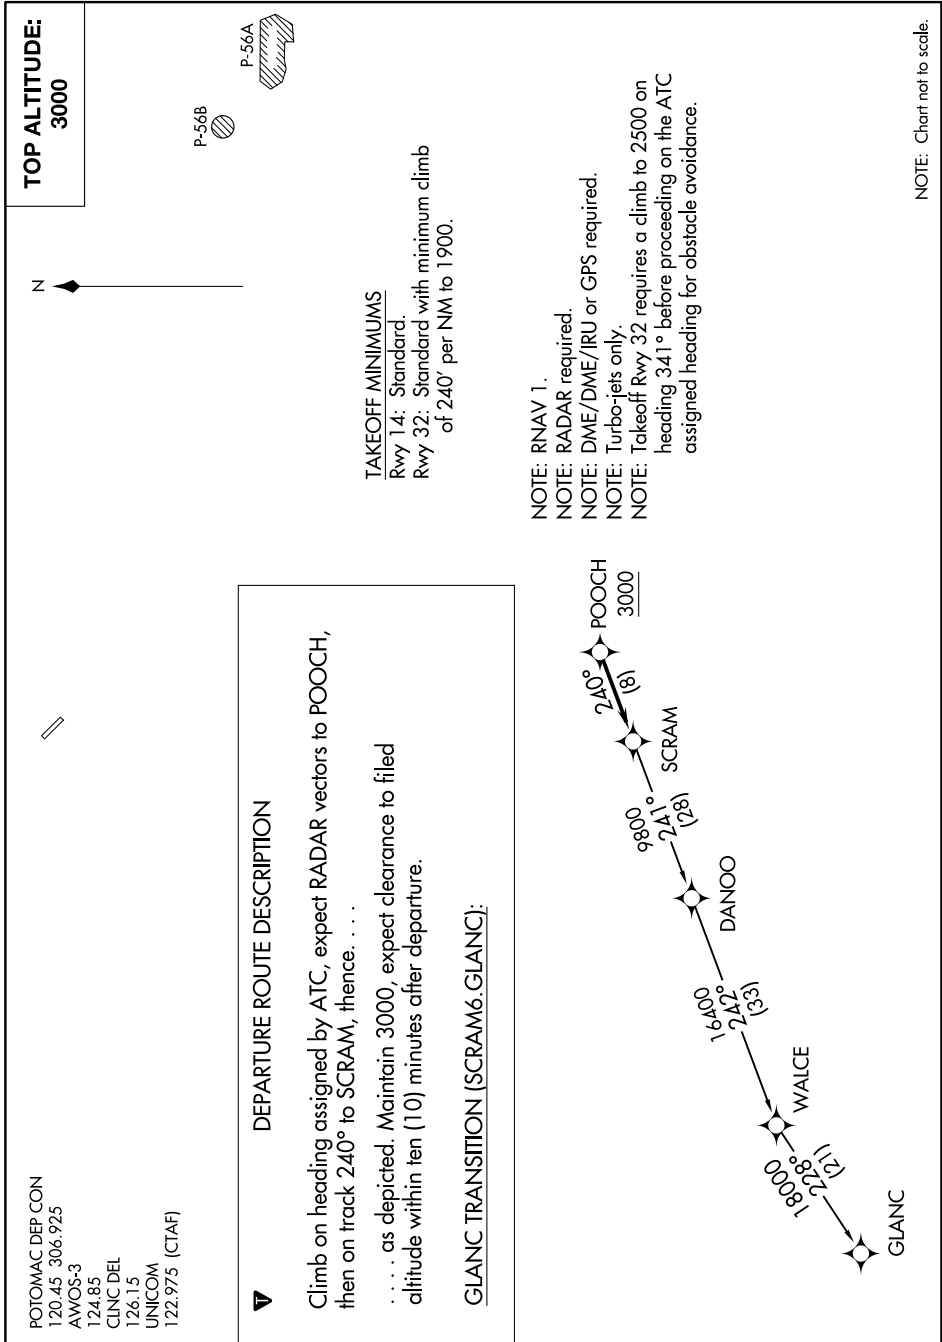 POTOMAC DEP CON
120.45 306.925
AWOS-3
124.85
CLNC DEL
126.15
UNICOM
122.975 (CTAF)
N
TOP ALTITUDE:
3000
P-56B
P-56A
T
DEPARTURE ROUTE DESCRIPTION
Climb on heading assigned by ATC, expect RADAR vectors to POOCH,
then on track 240° to SCRAM, thence. . . .
. . . . as depicted. Maintain 3000, expect clearance to filed
altitude within ten (10) minutes after departure.
GLANC TRANSITION (SCRAM6.GLANC):
TAKEOFF MINIMUMS
Rwy 14: Standard.
Rwy 32: Standard with minimum climb
of 240' per NM to 1900.
NOTE: RNAV 1.
NOTE: RADAR required.
NOTE: DME/DME/IRU or GPS required.
NOTE: Turbo-jets only.
NOTE: Takeoff Rwy 32 requires a climb to 2500 on
heading 341° before proceeding on the ATC
assigned heading for obstacle avoidance.
POOCH
3000
240°
(8)
SCRAM
9800
241°
(28)
DANOO
16400
242°
(33)
WALCE
18000
228°
(21)
GLANC
NOTE: Chart not to scale.